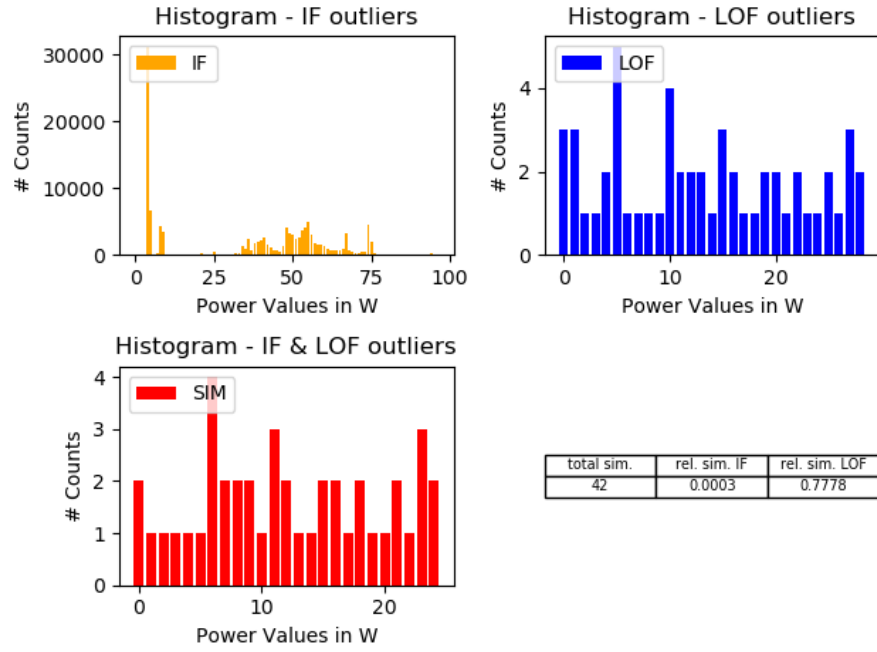 Histogram - IF outliers
# Counts
30000
20000
10000
0
IF
0 25 50 75 100
Power Values in W
Histogram - LOF outliers
# Counts
4
2
0
LOF
0 10 20
Power Values in W
Histogram - IF & LOF outliers
# Counts
4
3
2
1
0
SIM
0 10 20
Power Values in W
total sim. rel. sim. IF rel. sim. LOF
42 0.0003 0.7778